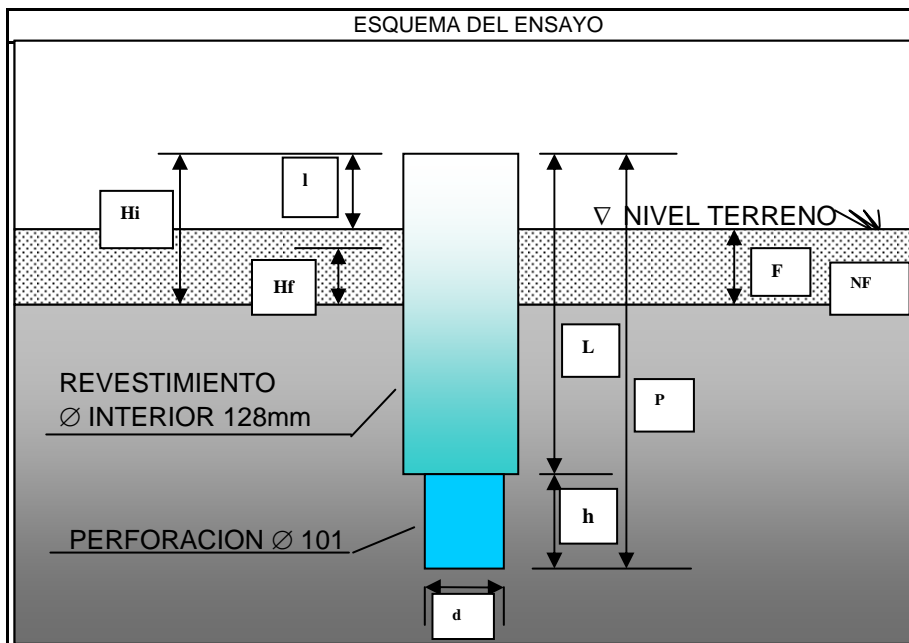 ESQUEMA DEL ENSAYO
l
Hi
∇ NIVEL TERRENO
F
NF
Hf
L
REVESTIMIENTO
∅ INTERIOR 128mm
P
h
PERFORACION ∅ 101
d